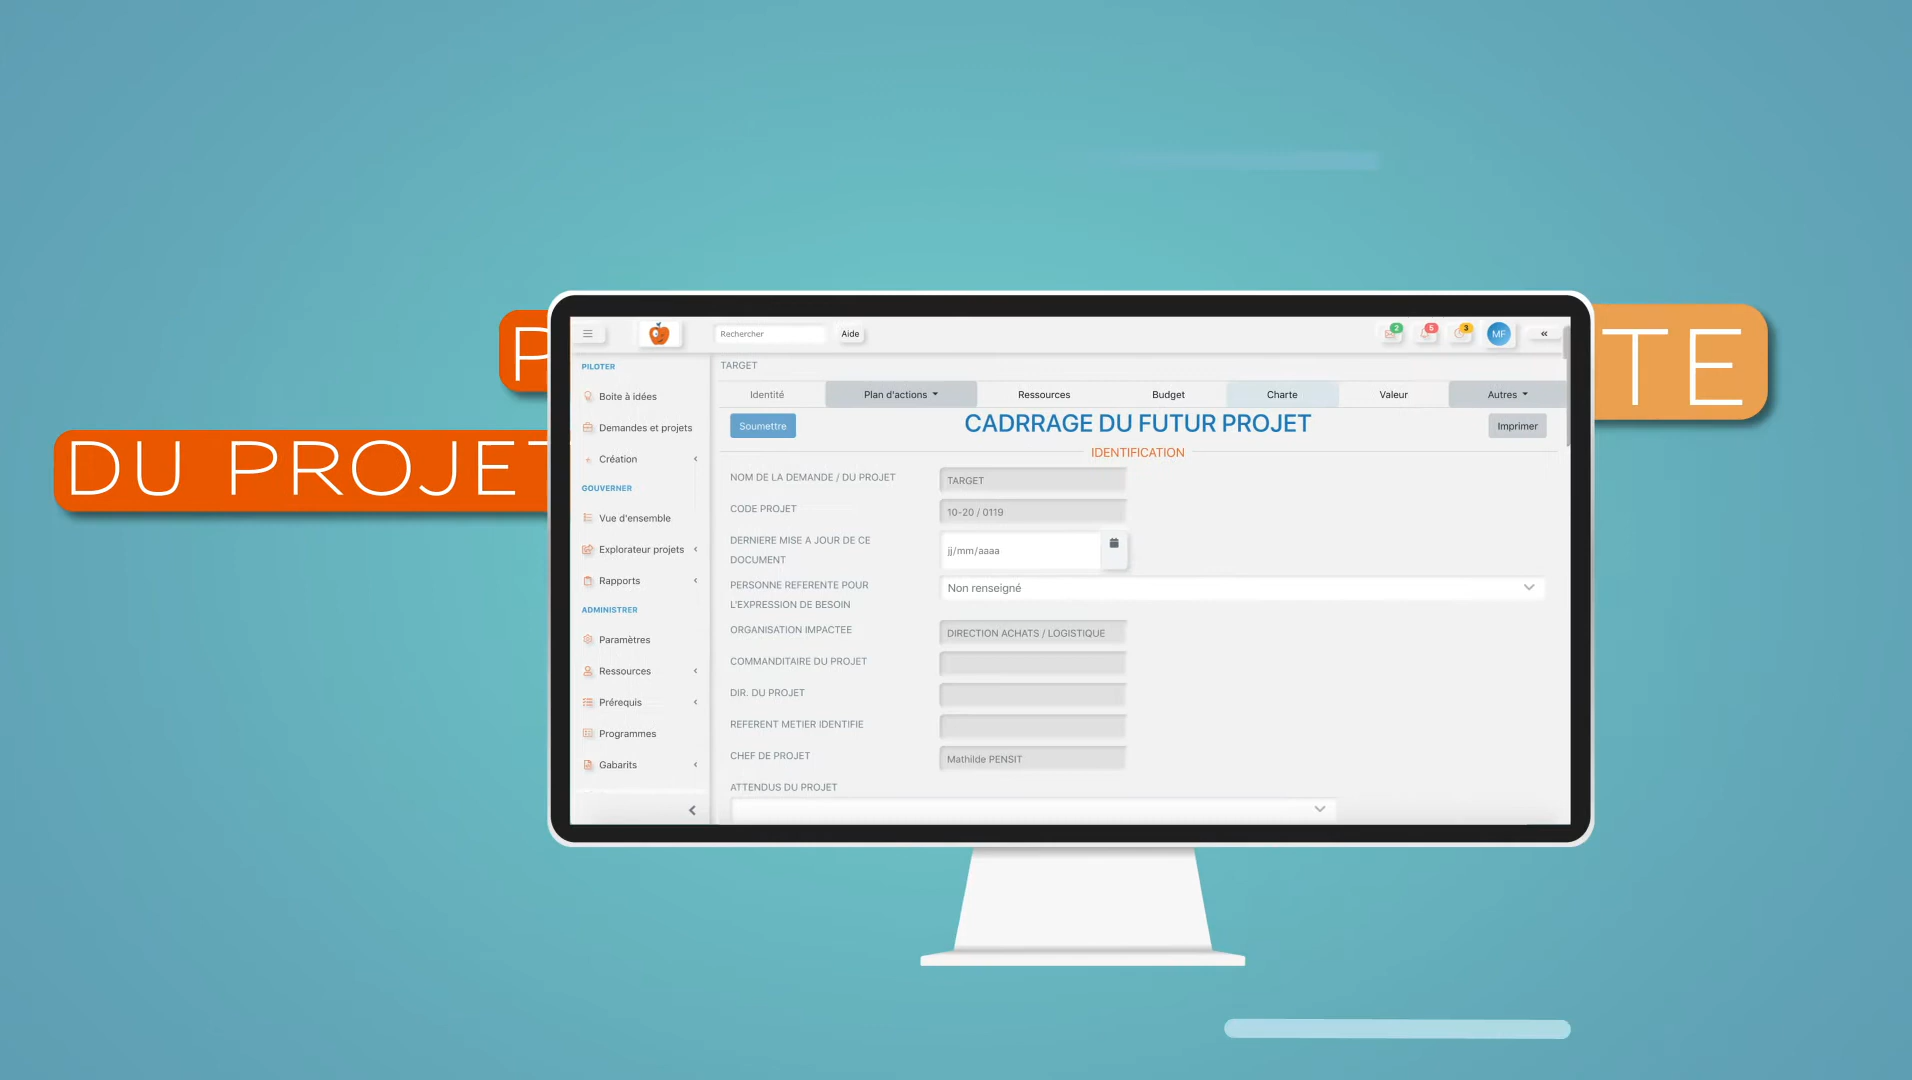 P
TE
DU PROJET
Rechercher
Aide
2
5
3
MF
«
PILOTER
Boite à idées
Demandes et projets
Création
GOUVERNER
Vue d'ensemble
Explorateur projets
Rapports
ADMINISTRER
Paramètres
Ressources
Prérequis
Programmes
Gabarits
TARGET
Identité
Plan d'actions
Ressources
Budget
Charte
Valeur
Autres
Soumettre
CADRRAGE DU FUTUR PROJET
Imprimer
IDENTIFICATION
NOM DE LA DEMANDE / DU PROJET
TARGET
CODE PROJET
10-20 / 0119
DERNIERE MISE A JOUR DE CE
DOCUMENT
jj/mm/aaaa
PERSONNE REFERENTE POUR
L'EXPRESSION DE BESOIN
Non renseigné
ORGANISATION IMPACTEE
DIRECTION ACHATS / LOGISTIQUE
COMMANDITAIRE DU PROJET
DIR. DU PROJET
REFERENT METIER IDENTIFIE
CHEF DE PROJET
Mathilde PENSIT
ATTENDUS DU PROJET